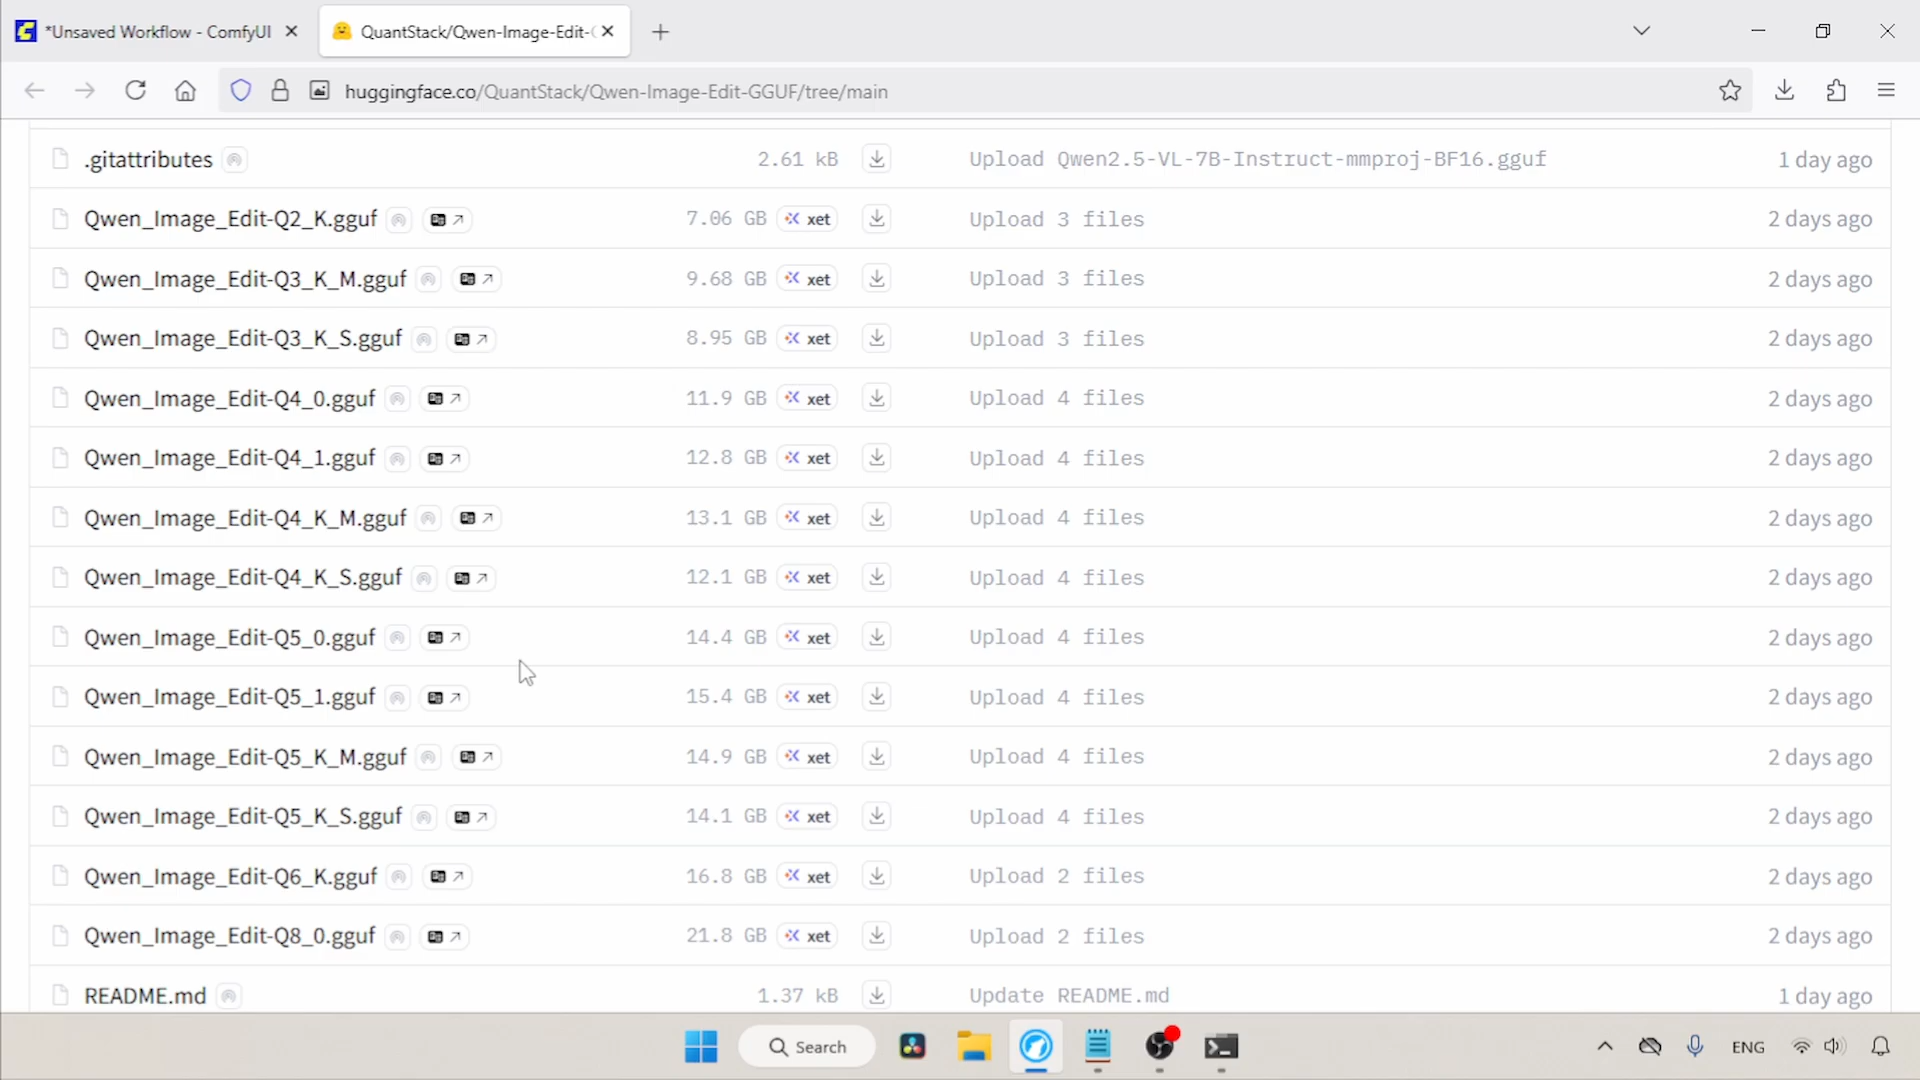 *Unsaved Workflow - ComfyUI
QuantStack/Qwen-Image-Edit-
huggingface.co/QuantStack/Qwen-Image-Edit-GGUF/tree/main
.gitattributes 2.61 kB Upload Qwen2.5-VL-7B-Instruct-mmproj-BF16.gguf 1 day ago
Qwen_Image_Edit-Q2_K.gguf 7.06 GB xet Upload 3 files 2 days ago
Qwen_Image_Edit-Q3_K_M.gguf 9.68 GB xet Upload 3 files 2 days ago
Qwen_Image_Edit-Q3_K_S.gguf 8.95 GB xet Upload 3 files 2 days ago
Qwen_Image_Edit-Q4_0.gguf 11.9 GB xet Upload 4 files 2 days ago
Qwen_Image_Edit-Q4_1.gguf 12.8 GB xet Upload 4 files 2 days ago
Qwen_Image_Edit-Q4_K_M.gguf 13.1 GB xet Upload 4 files 2 days ago
Qwen_Image_Edit-Q4_K_S.gguf 12.1 GB xet Upload 4 files 2 days ago
Qwen_Image_Edit-Q5_0.gguf 14.4 GB xet Upload 4 files 2 days ago
Qwen_Image_Edit-Q5_1.gguf 15.4 GB xet Upload 4 files 2 days ago
Qwen_Image_Edit-Q5_K_M.gguf 14.9 GB xet Upload 4 files 2 days ago
Qwen_Image_Edit-Q5_K_S.gguf 14.1 GB xet Upload 4 files 2 days ago
Qwen_Image_Edit-Q6_K.gguf 16.8 GB xet Upload 2 files 2 days ago
Qwen_Image_Edit-Q8_0.gguf 21.8 GB xet Upload 2 files 2 days ago
README.md 1.37 kB Update README.md 1 day ago
Search
ENG